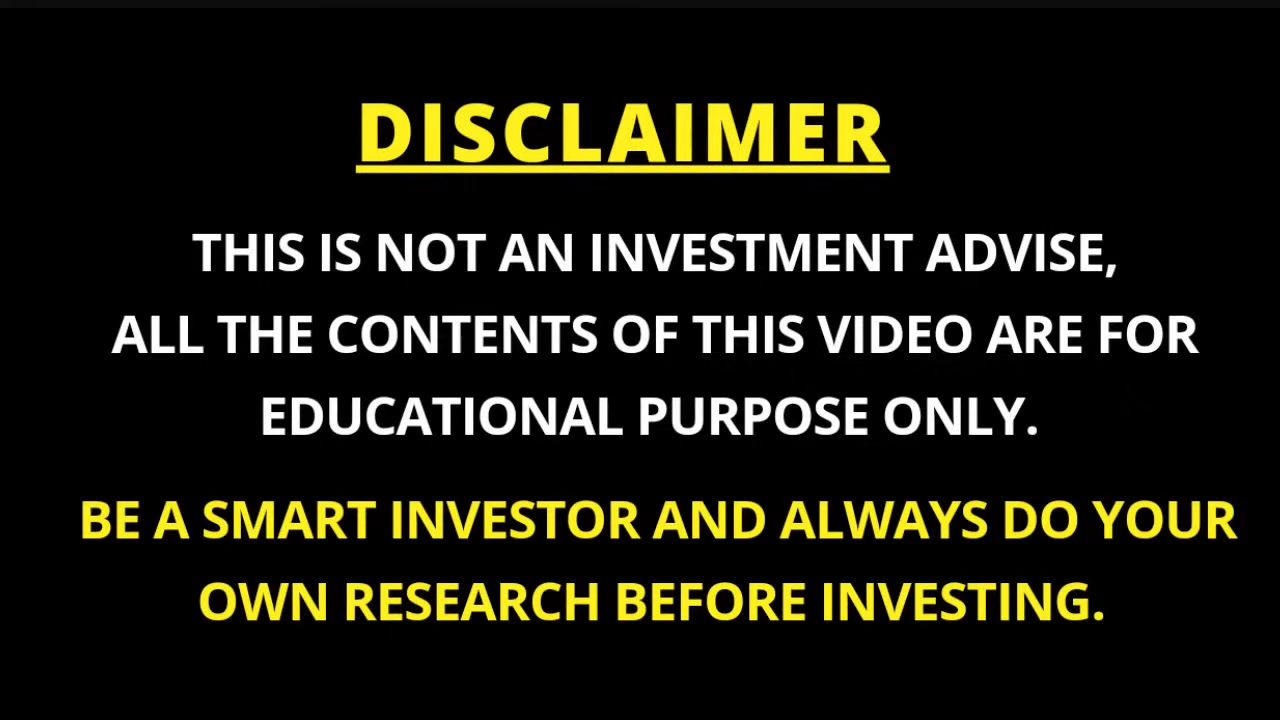 DISCLAIMER
THIS IS NOT AN INVESTMENT ADVISE,
ALL THE CONTENTS OF THIS VIDEO ARE FOR
EDUCATIONAL PURPOSE ONLY.
BE A SMART INVESTOR AND ALWAYS DO YOUR
OWN RESEARCH BEFORE INVESTING.